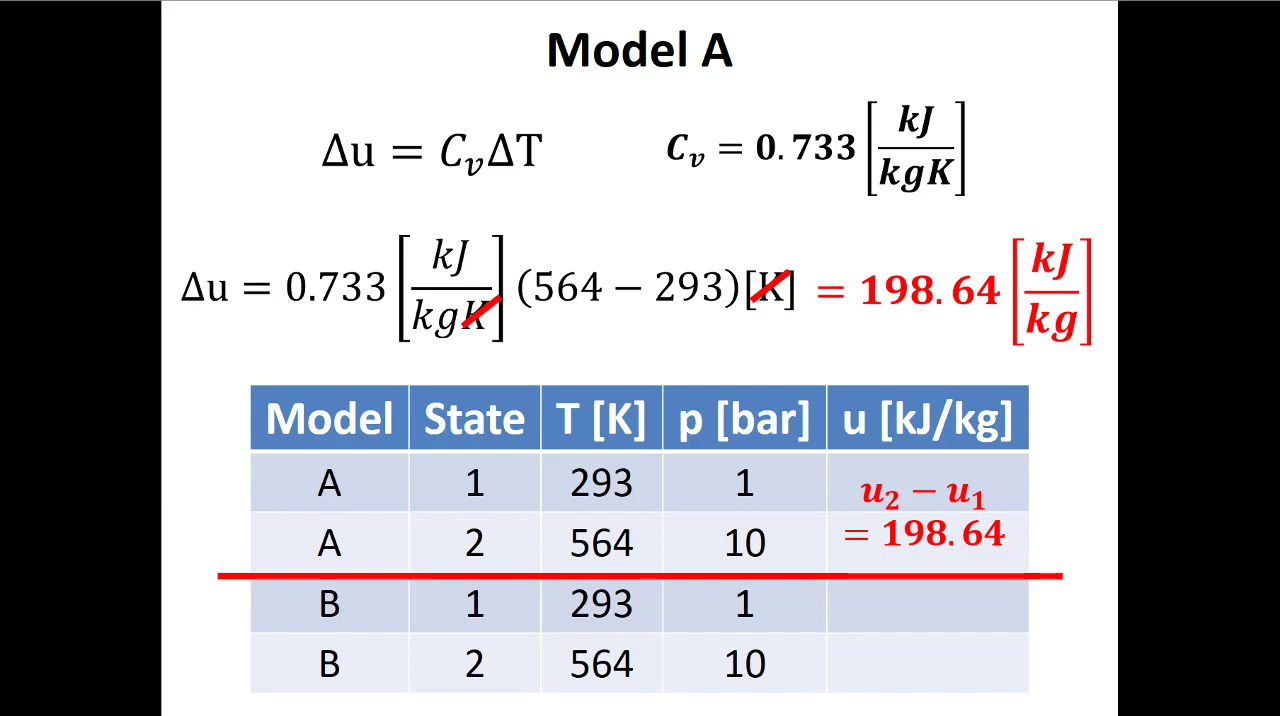 Model A
Δu = C_vΔT    C_v = 0.733 [kJ/kgK]
Δu = 0.733 [kJ/kgK] (564 − 293)[K] = 198.64 [kJ/kg]
Model State T [K] p [bar] u [kJ/kg]
A 1 293 1 u₂ − u₁
A 2 564 10 = 198.64
B 1 293 1
B 2 564 10